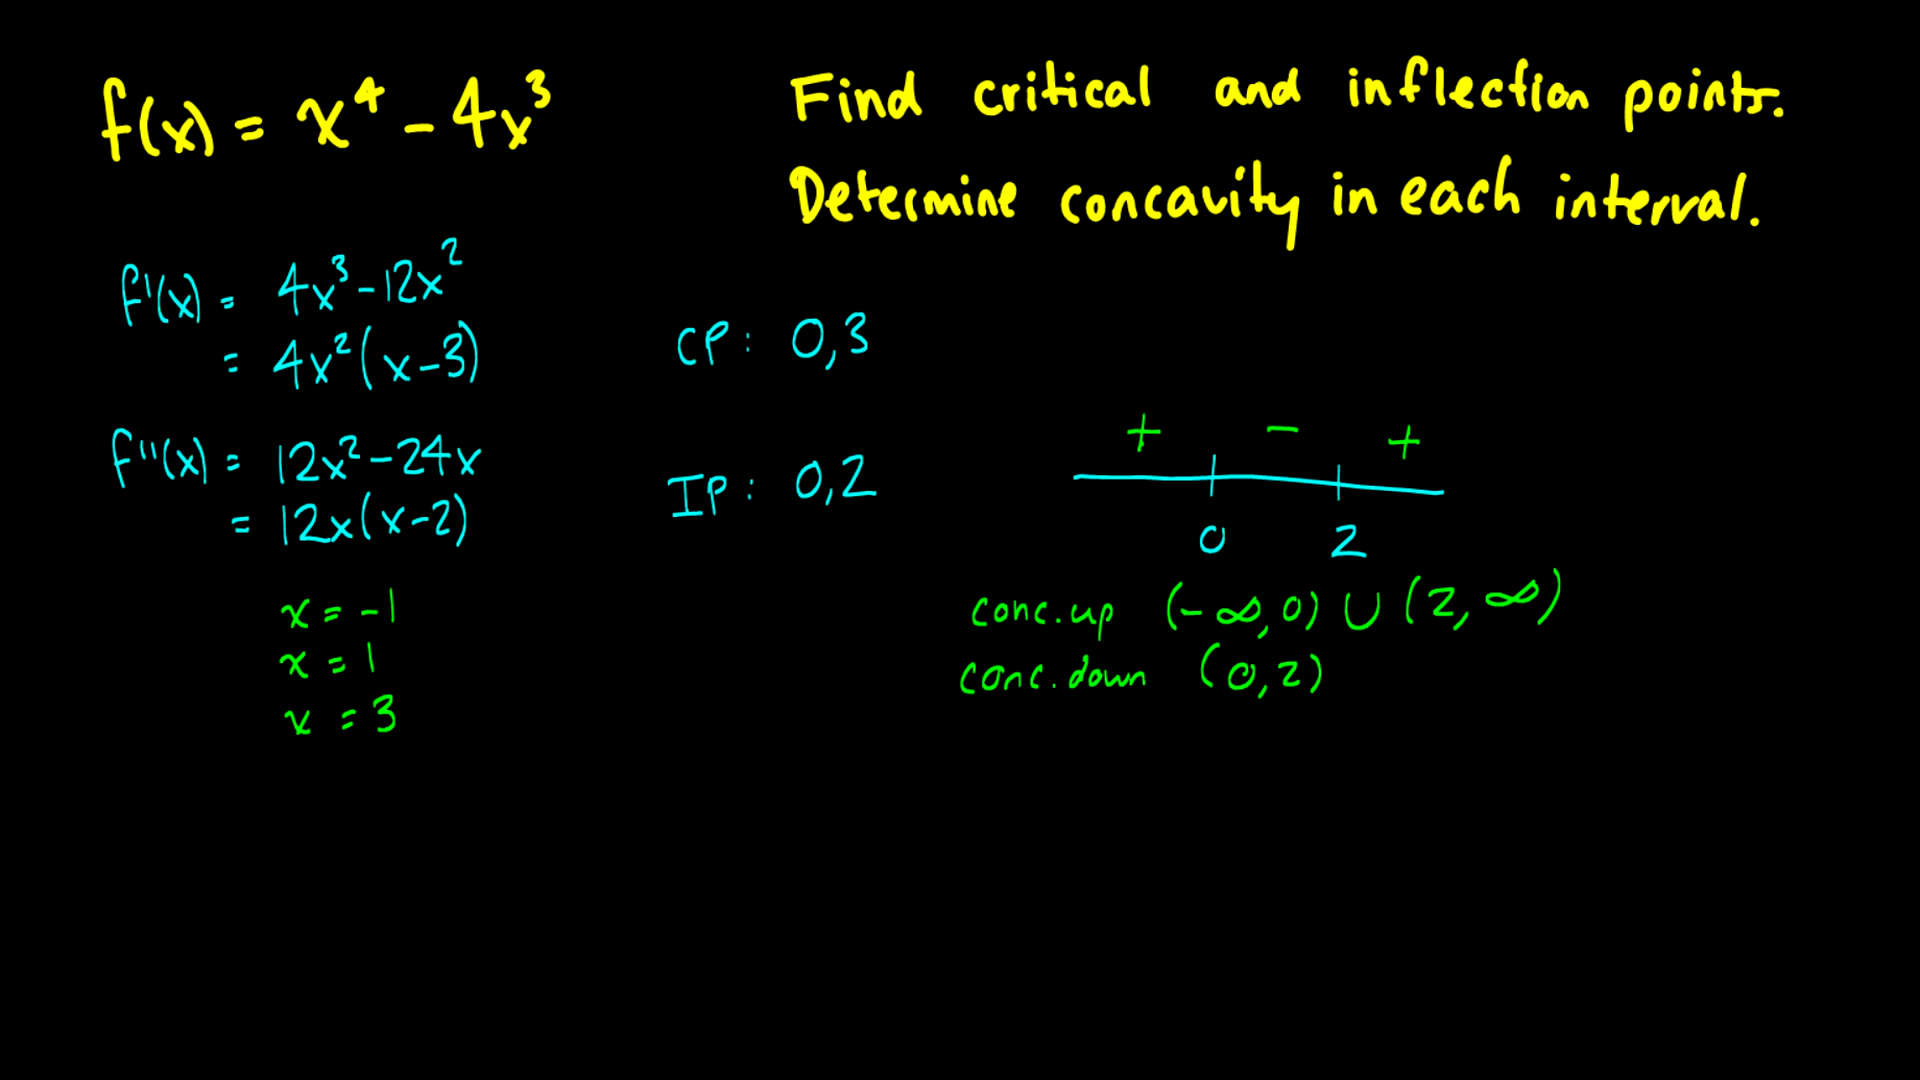 f(x) = x⁴ - 4x³
Find critical and inflection points.
Determine concavity in each interval.
f'(x) = 4x³ - 12x²
= 4x²(x-3)
CP: 0,3
f''(x) = 12x² - 24x
= 12x(x-2)
IP: 0,2
+ - +
0 2
x = -1
x = 1
x = 3
conc. up (-∞,0) ∪ (2,∞)
conc. down (0,2)